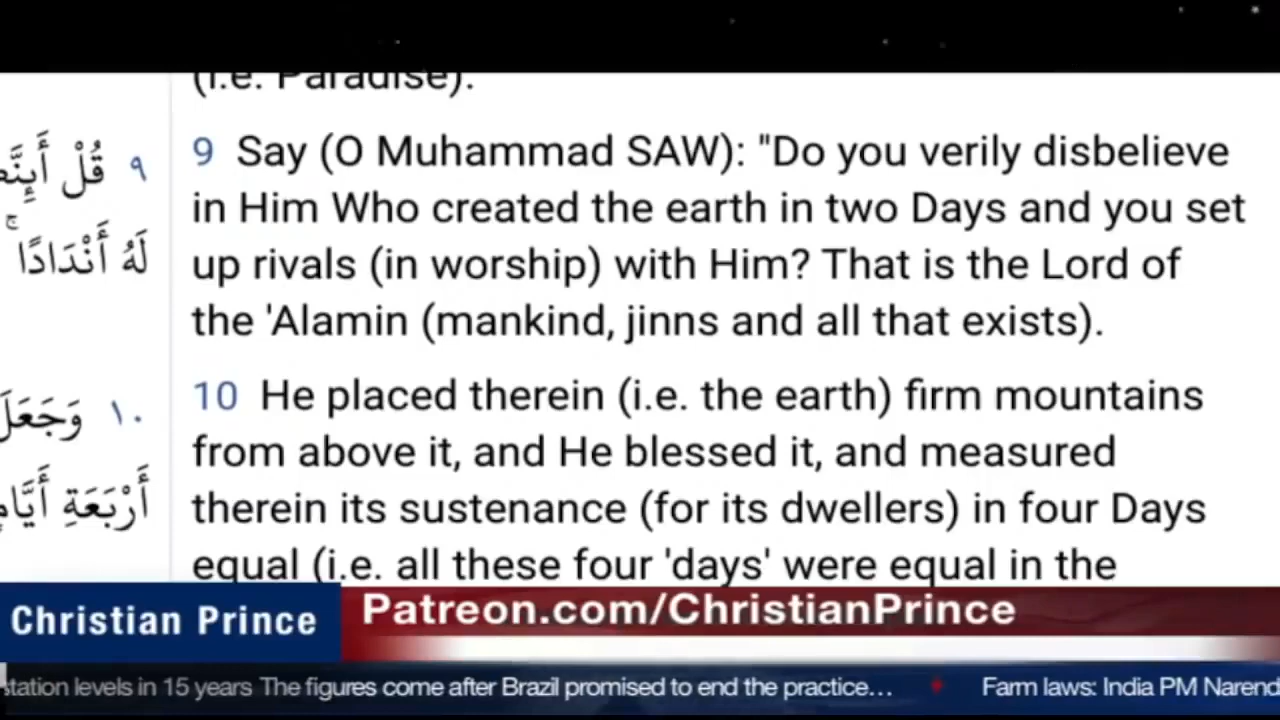 (i.e. Paradise).
9 Say (O Muhammad SAW): "Do you verily disbelieve
in Him Who created the earth in two Days and you set
up rivals (in worship) with Him? That is the Lord of
the 'Alamin (mankind, jinns and all that exists).
10 He placed therein (i.e. the earth) firm mountains
from above it, and He blessed it, and measured
therein its sustenance (for its dwellers) in four Days
equal (i.e. all these four 'days' were equal in the
٩ قُلْ
لَهُ أَنْدَادًا ۚ
١٠ وَجَعَلَ
أَرْبَعَةِ أَيَّامٍ
Christian Prince
Patreon.com/ChristianPrince
station levels in 15 years The figures come after Brazil promised to end the practice... Farm laws: India PM Narend